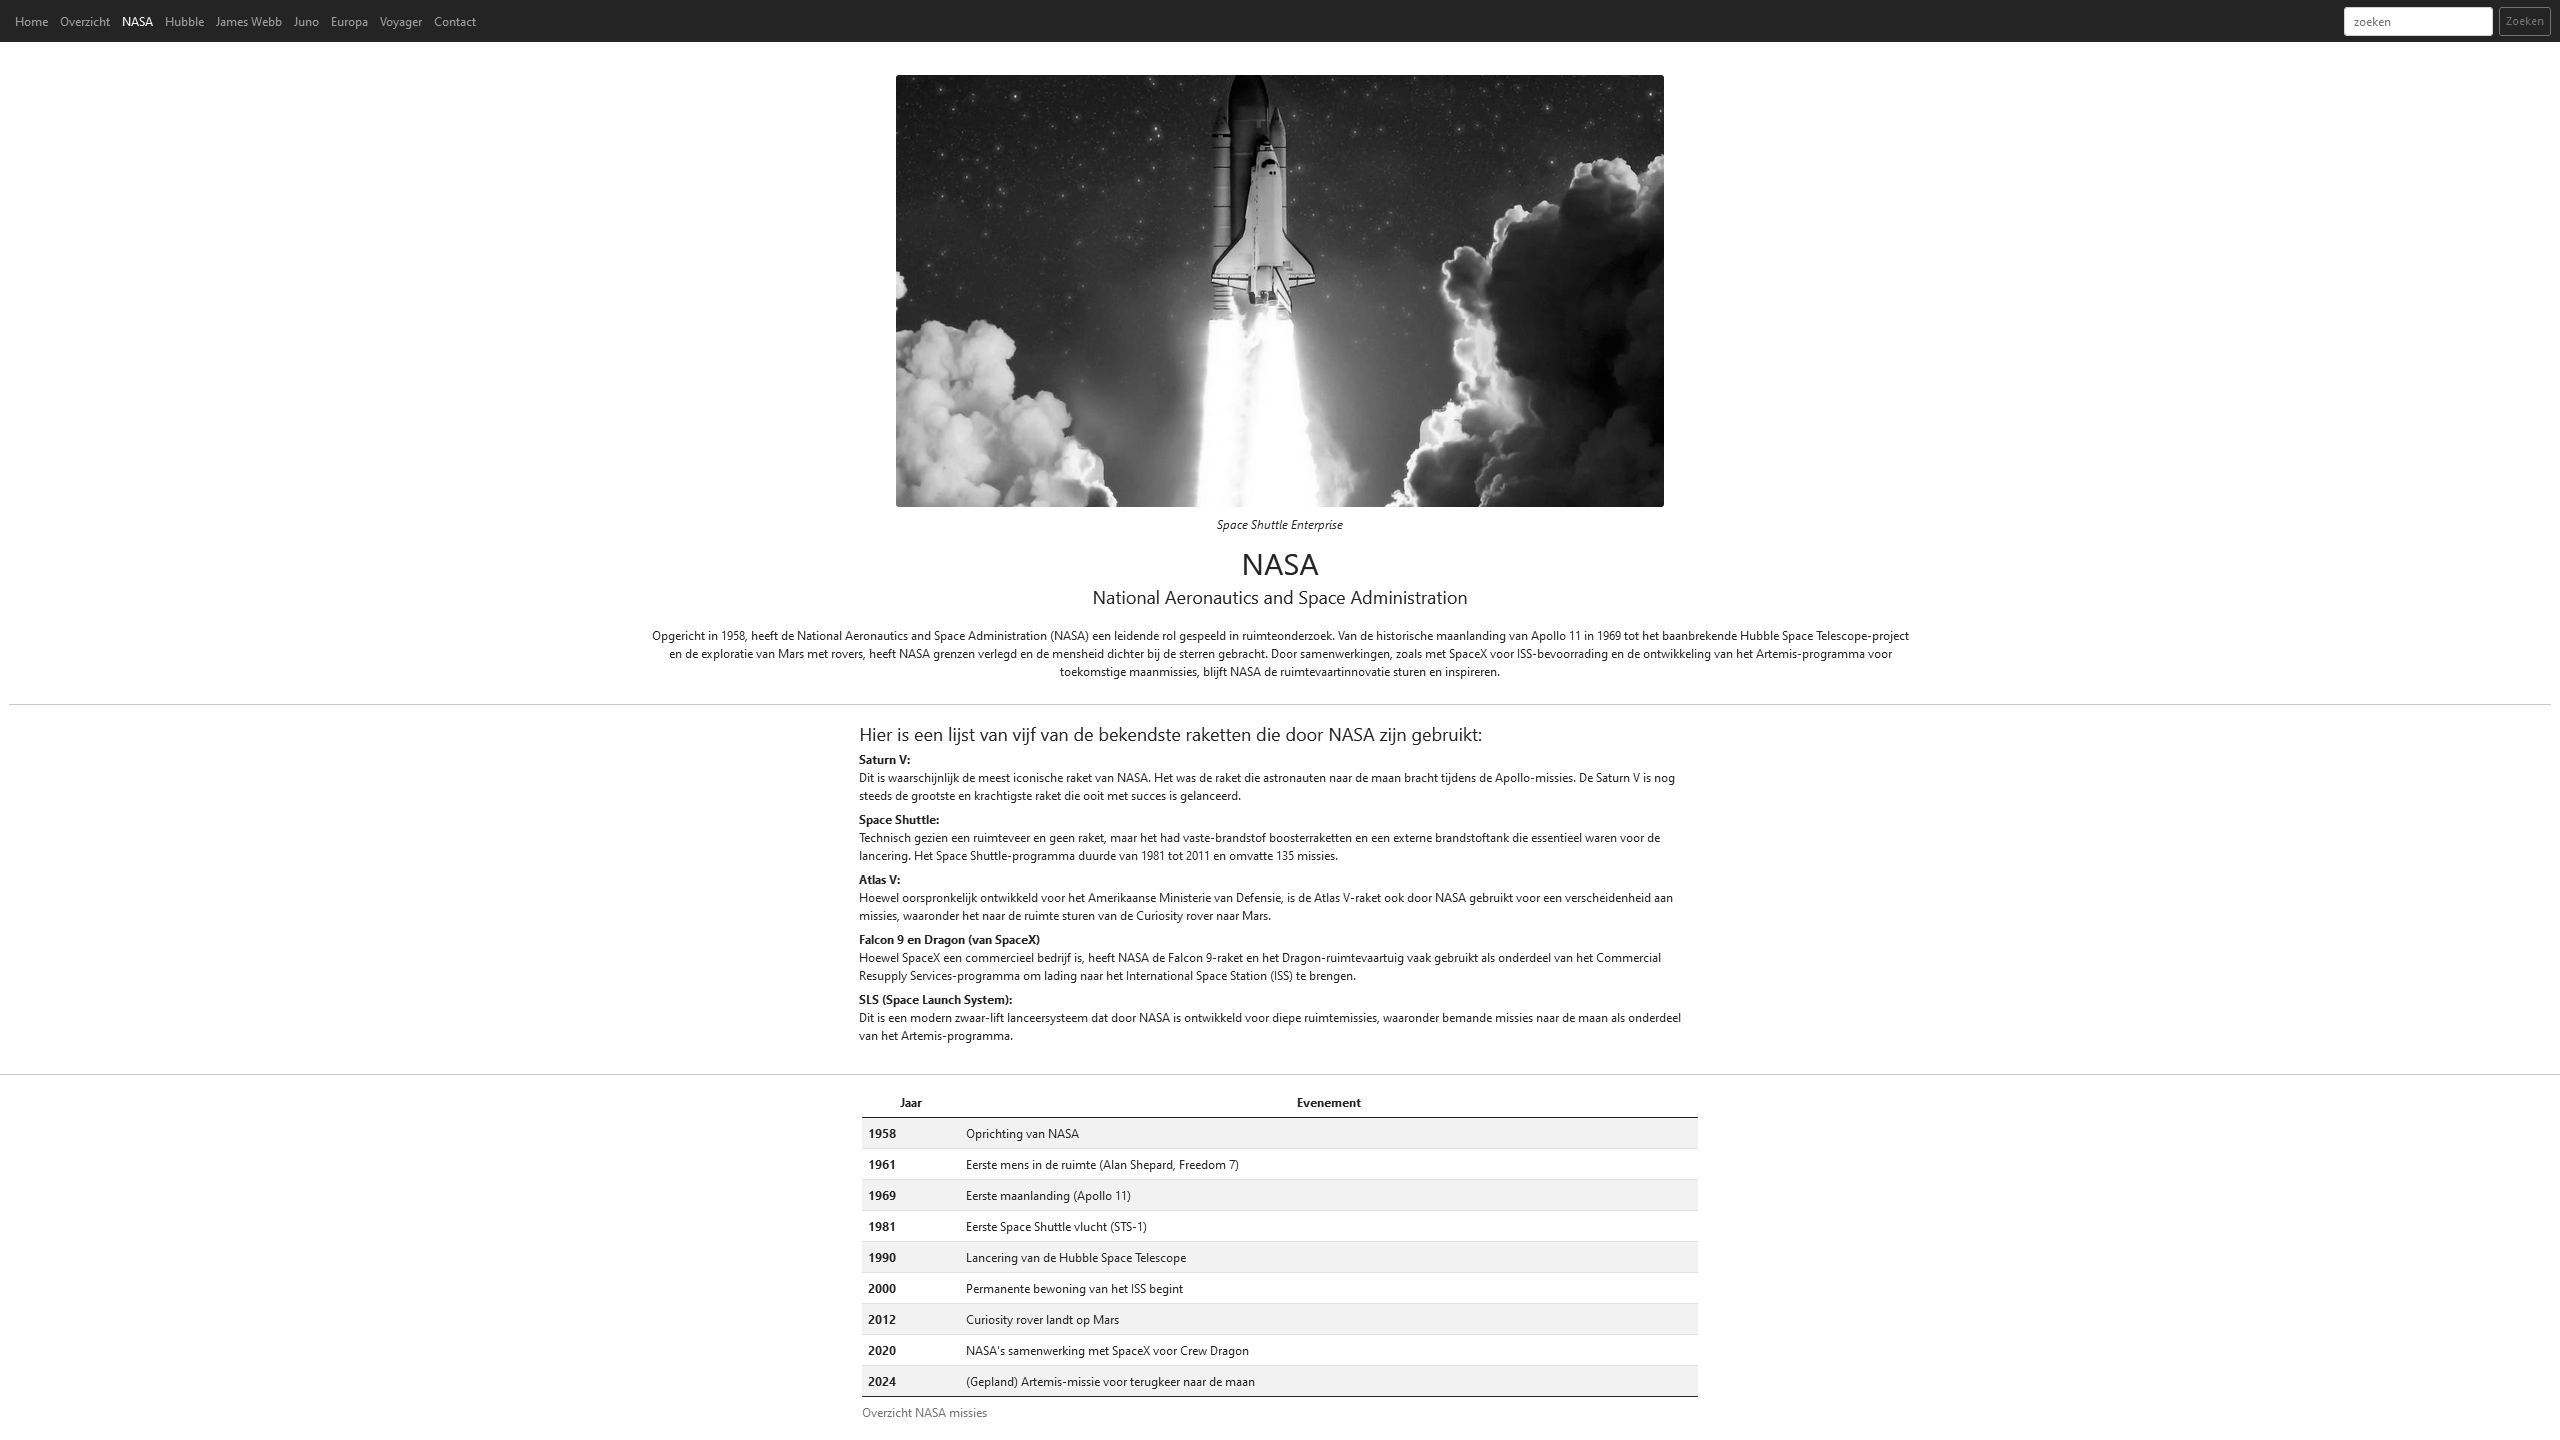 Home Overzicht NASA Hubble James Webb Juno Europa Voyager Contact zoeken Zoeken
Space Shuttle Enterprise
NASA
National Aeronautics and Space Administration
Opgericht in 1958, heeft de National Aeronautics and Space Administration (NASA) een leidende rol gespeeld in ruimteonderzoek. Van de historische maanlanding van Apollo 11 in 1969 tot het baanbrekende Hubble Space Telescope-project
en de exploratie van Mars met rovers, heeft NASA grenzen verlegd en de mensheid dichter bij de sterren gebracht. Door samenwerkingen, zoals met SpaceX voor ISS-bevoorrading en de ontwikkeling van het Artemis-programma voor
toekomstige maanmissies, blijft NASA de ruimtevaartinnovatie sturen en inspireren.
Hier is een lijst van vijf van de bekendste raketten die door NASA zijn gebruikt:
Saturn V:
Dit is waarschijnlijk de meest iconische raket van NASA. Het was de raket die astronauten naar de maan bracht tijdens de Apollo-missies. De Saturn V is nog
steeds de grootste en krachtigste raket die ooit met succes is gelanceerd.
Space Shuttle:
Technisch gezien een ruimteveer en geen raket, maar het had vaste-brandstof boosterraketten en een externe brandstoftank die essentieel waren voor de
lancering. Het Space Shuttle-programma duurde van 1981 tot 2011 en omvatte 135 missies.
Atlas V:
Hoewel oorspronkelijk ontwikkeld voor het Amerikaanse Ministerie van Defensie, is de Atlas V-raket ook door NASA gebruikt voor een verscheidenheid aan
missies, waaronder het naar de ruimte sturen van de Curiosity rover naar Mars.
Falcon 9 en Dragon (van SpaceX)
Hoewel SpaceX een commercieel bedrijf is, heeft NASA de Falcon 9-raket en het Dragon-ruimtevaartuig vaak gebruikt als onderdeel van het Commercial
Resupply Services-programma om lading naar het International Space Station (ISS) te brengen.
SLS (Space Launch System):
Dit is een modern zwaar-lift lanceersysteem dat door NASA is ontwikkeld voor diepe ruimtemissies, waaronder bemande missies naar de maan als onderdeel
van het Artemis-programma.
Jaar Evenement
1958 Oprichting van NASA
1961 Eerste mens in de ruimte (Alan Shepard, Freedom 7)
1969 Eerste maanlanding (Apollo 11)
1981 Eerste Space Shuttle vlucht (STS-1)
1990 Lancering van de Hubble Space Telescope
2000 Permanente bewoning van het ISS begint
2012 Curiosity rover landt op Mars
2020 NASA's samenwerking met SpaceX voor Crew Dragon
2024 (Gepland) Artemis-missie voor terugkeer naar de maan
Overzicht NASA missies